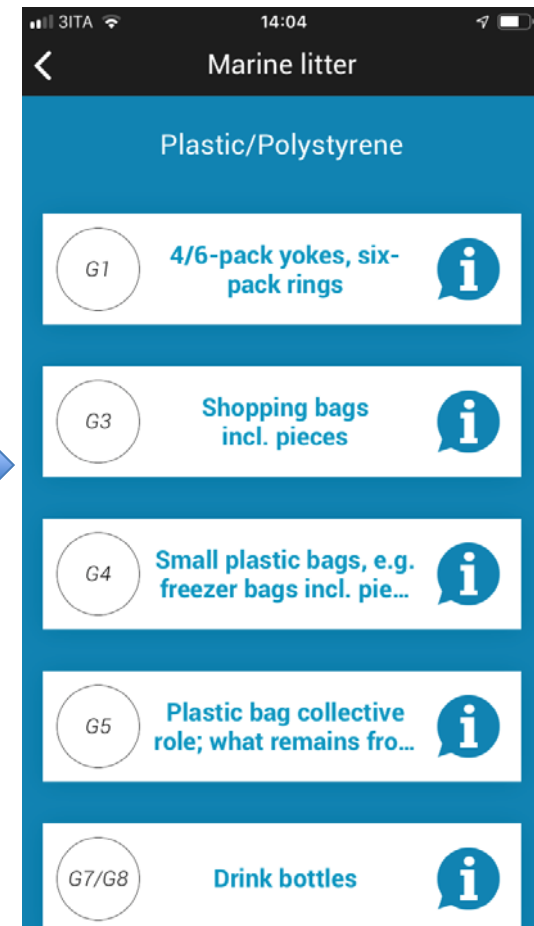 3ITA 14:04
Marine litter
Plastic/Polystyrene
G1
4/6-pack yokes, six-
pack rings
i
G3
Shopping bags
incl. pieces
i
G4
Small plastic bags, e.g.
freezer bags incl. pie...
i
G5
Plastic bag collective
role; what remains fro...
i
G7/G8
Drink bottles
i